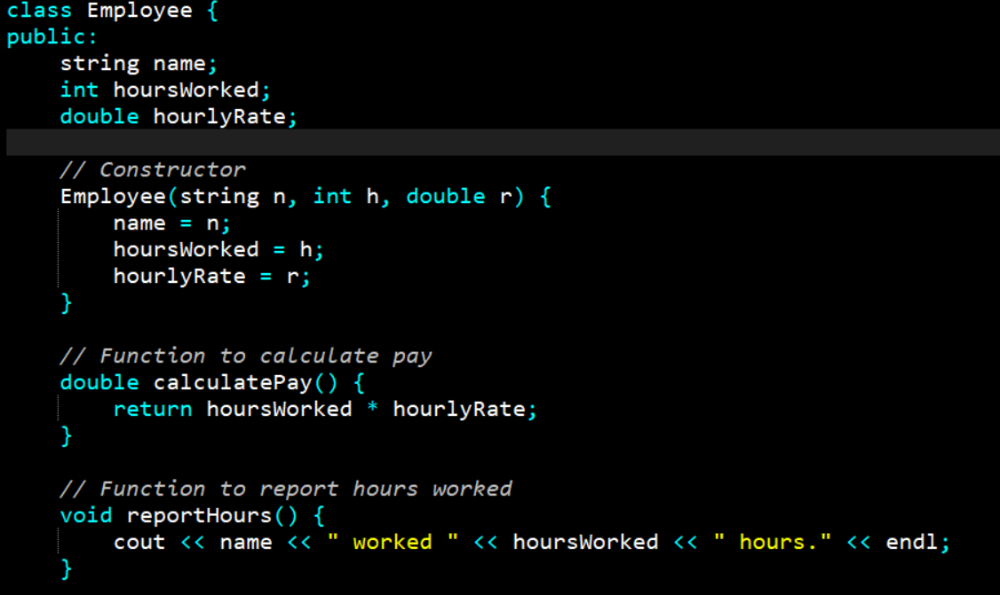 class Employee {
public:
    string name;
    int hoursWorked;
    double hourlyRate;

    // Constructor
    Employee(string n, int h, double r) {
        name = n;
        hoursWorked = h;
        hourlyRate = r;
    }

    // Function to calculate pay
    double calculatePay() {
        return hoursWorked * hourlyRate;
    }

    // Function to report hours worked
    void reportHours() {
        cout << name << " worked " << hoursWorked << " hours." << endl;
    }